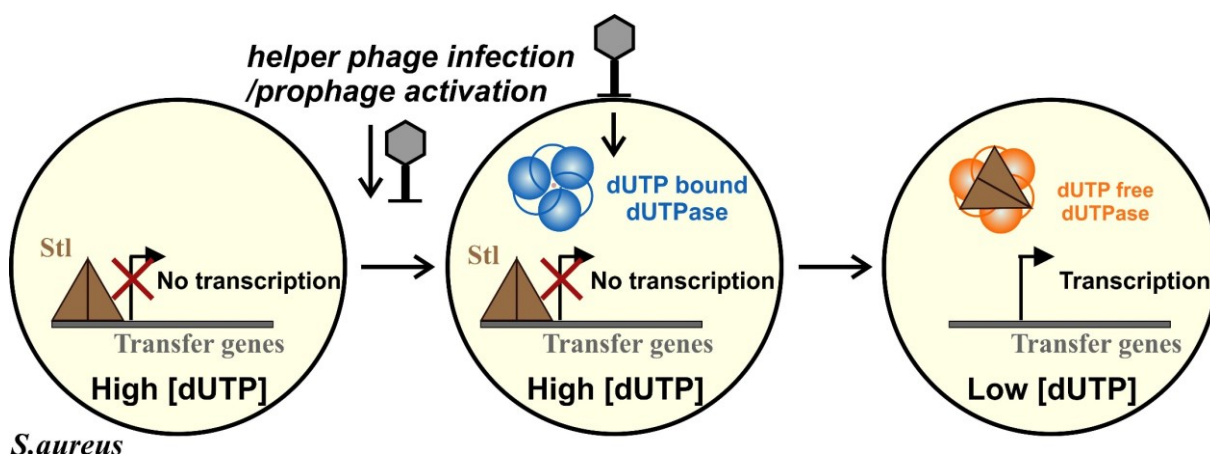 helper phage infection
/prophage activation
dUTP bound
dUTPase
dUTP free
dUTPase
Stl
No transcription
Transfer genes
High [dUTP]
Stl
No transcription
Transfer genes
High [dUTP]
Transcription
Transfer genes
Low [dUTP]
S.aureus